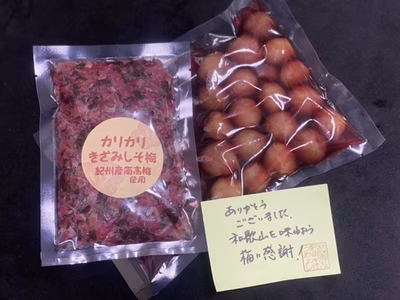 カリカリ
きざみしそ梅
紀州産南高梅
使用
ありがとう
ございました。
和歌山を味わおう
梅に感謝!